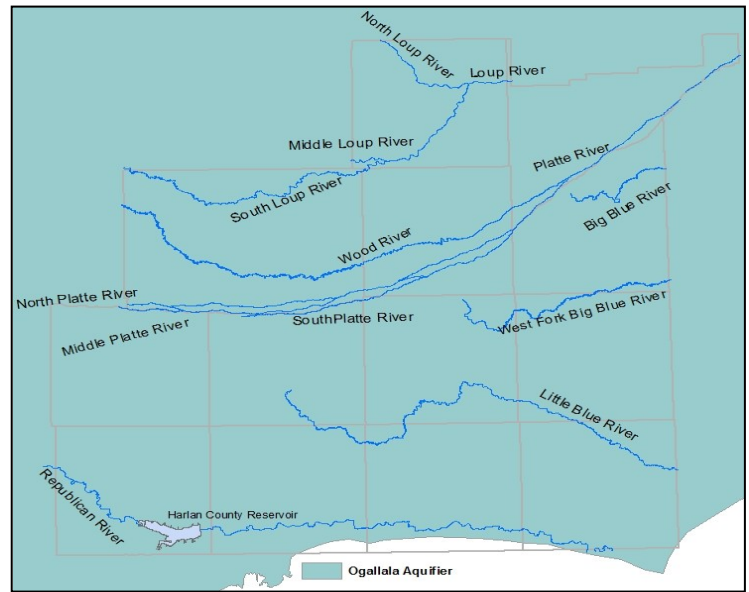 North Loup River
Loup River
Middle Loup River
Platte River
South Loup River
Big Blue River
Wood River
North Platte River
Middle Platte River
SouthPlatte River
West Fork Big Blue River
Little Blue River
Republican River
Harlan County Reservoir
Ogallala Aquifier